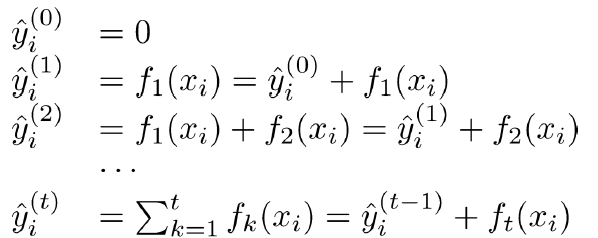 ŷ_i^(0) = 0
ŷ_i^(1) = f_1(x_i) = ŷ_i^(0) + f_1(x_i)
ŷ_i^(2) = f_1(x_i) + f_2(x_i) = ŷ_i^(1) + f_2(x_i)
⋯
ŷ_i^(t) = ∑_{k=1}^t f_k(x_i) = ŷ_i^(t−1) + f_t(x_i)